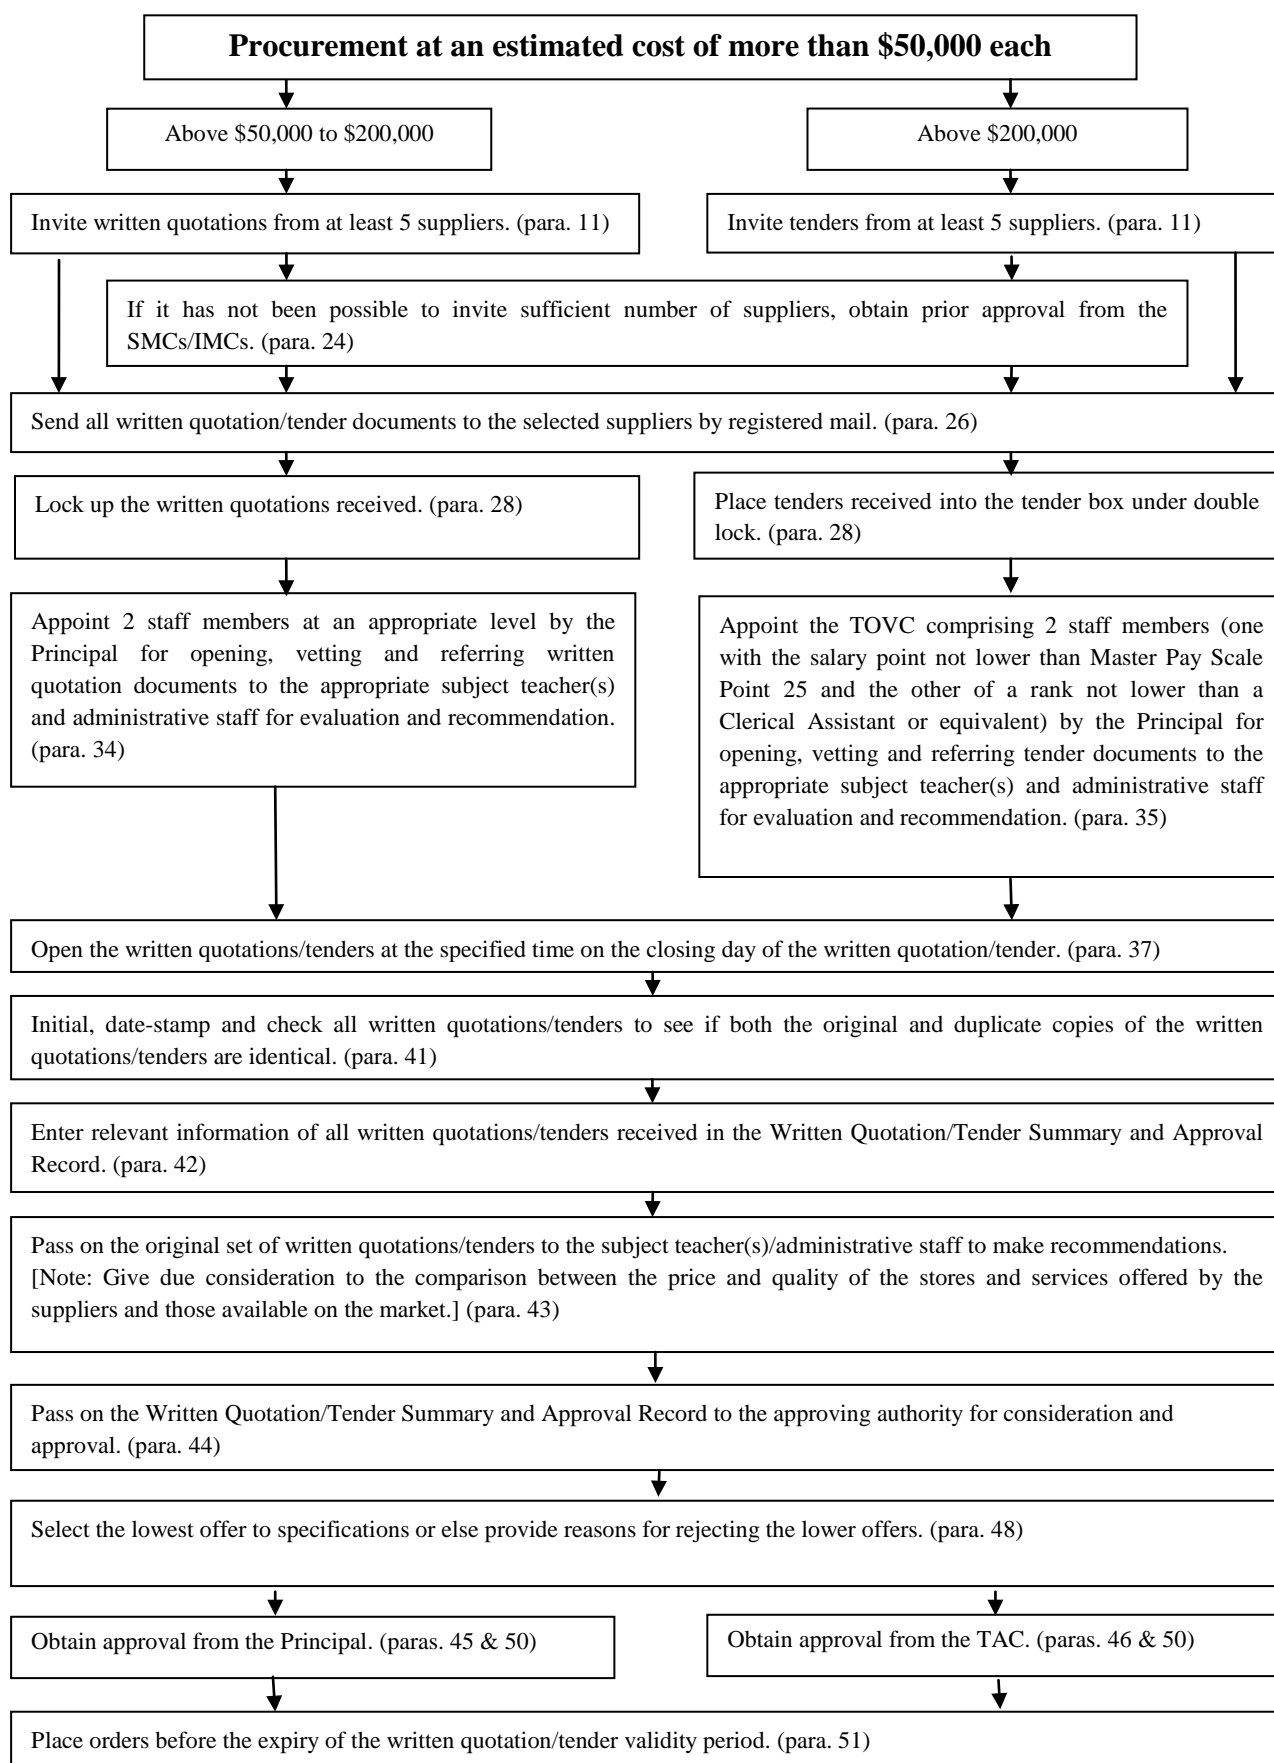 Procurement at an estimated cost of more than $50,000 each
Above $50,000 to $200,000
Above $200,000
Invite written quotations from at least 5 suppliers. (para. 11)
Invite tenders from at least 5 suppliers. (para. 11)
If it has not been possible to invite sufficient number of suppliers, obtain prior approval from the
SMCs/IMCs. (para. 24)
Send all written quotation/tender documents to the selected suppliers by registered mail. (para. 26)
Lock up the written quotations received. (para. 28)
Place tenders received into the tender box under double
lock. (para. 28)
Appoint 2 staff members at an appropriate level by the
Principal for opening, vetting and referring written
quotation documents to the appropriate subject teacher(s)
and administrative staff for evaluation and recommendation.
(para. 34)
Appoint the TOVC comprising 2 staff members (one
with the salary point not lower than Master Pay Scale
Point 25 and the other of a rank not lower than a
Clerical Assistant or equivalent) by the Principal for
opening, vetting and referring tender documents to the
appropriate subject teacher(s) and administrative staff
for evaluation and recommendation. (para. 35)
Open the written quotations/tenders at the specified time on the closing day of the written quotation/tender. (para. 37)
Initial, date-stamp and check all written quotations/tenders to see if both the original and duplicate copies of the written
quotations/tenders are identical. (para. 41)
Enter relevant information of all written quotations/tenders received in the Written Quotation/Tender Summary and Approval
Record. (para. 42)
Pass on the original set of written quotations/tenders to the subject teacher(s)/administrative staff to make recommendations.
[Note: Give due consideration to the comparison between the price and quality of the stores and services offered by the
suppliers and those available on the market.] (para. 43)
Pass on the Written Quotation/Tender Summary and Approval Record to the approving authority for consideration and
approval. (para. 44)
Select the lowest offer to specifications or else provide reasons for rejecting the lower offers. (para. 48)
Obtain approval from the Principal. (paras. 45 & 50)
Obtain approval from the TAC. (paras. 46 & 50)
Place orders before the expiry of the written quotation/tender validity period. (para. 51)